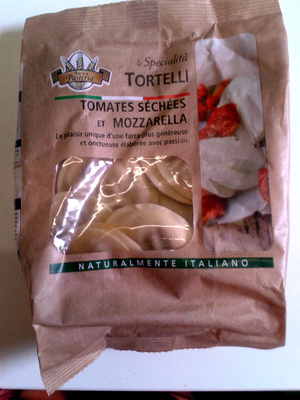 Pasteria
le Specialità
TORTELLI
TOMATES SÉCHÉES
ET MOZZARELLA
Le plaisir unique d'une farce plus généreuse
et onctueuse élaborée avec passion.
NATURALMENTE ITALIANO